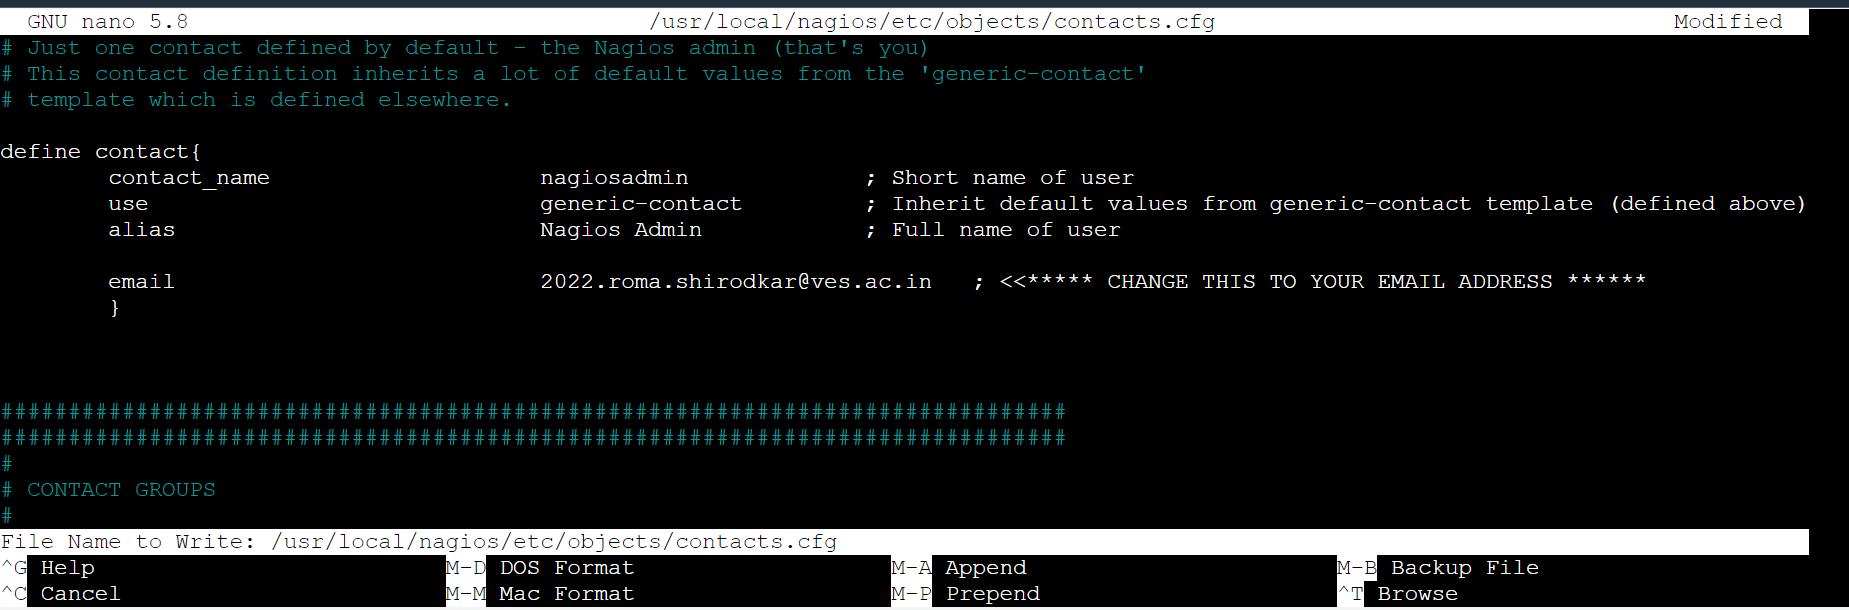 GNU nano 5.8 /usr/local/nagios/etc/objects/contacts.cfg Modified
# Just one contact defined by default - the Nagios admin (that's you)
# This contact definition inherits a lot of default values from the 'generic-contact'
# template which is defined elsewhere.
define contact{
contact_name nagiosadmin ; Short name of user
use generic-contact ; Inherit default values from generic-contact template (defined above)
alias Nagios Admin ; Full name of user
email 2022.roma.shirodkar@ves.ac.in ; <<***** CHANGE THIS TO YOUR EMAIL ADDRESS ******
}
###############################################################################
###############################################################################
#
# CONTACT GROUPS
#
File Name to Write: /usr/local/nagios/etc/objects/contacts.cfg
^G Help M-D DOS Format M-A Append M-B Backup File
^C Cancel M-M Mac Format M-P Prepend ^T Browse